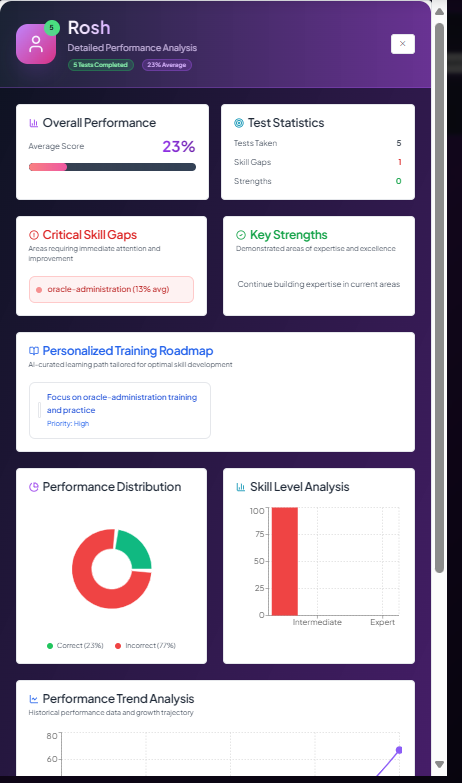 5
Rosh
Detailed Performance Analysis
5 Tests Completed
23% Average
×
Overall Performance
Average Score
23%
Test Statistics
Tests Taken
5
Skill Gaps
1
Strengths
0
Critical Skill Gaps
Areas requiring immediate attention and
improvement
oracle-administration (13% avg)
Key Strengths
Demonstrated areas of expertise and excellence
Continue building expertise in current areas
Personalized Training Roadmap
AI-curated learning path tailored for optimal skill development
Focus on oracle-administration training
and practice
Priority: High
Performance Distribution
Correct (23%)
Incorrect (77%)
Skill Level Analysis
100
75
50
25
0
Intermediate
Expert
Performance Trend Analysis
Historical performance data and growth trajectory
80
60